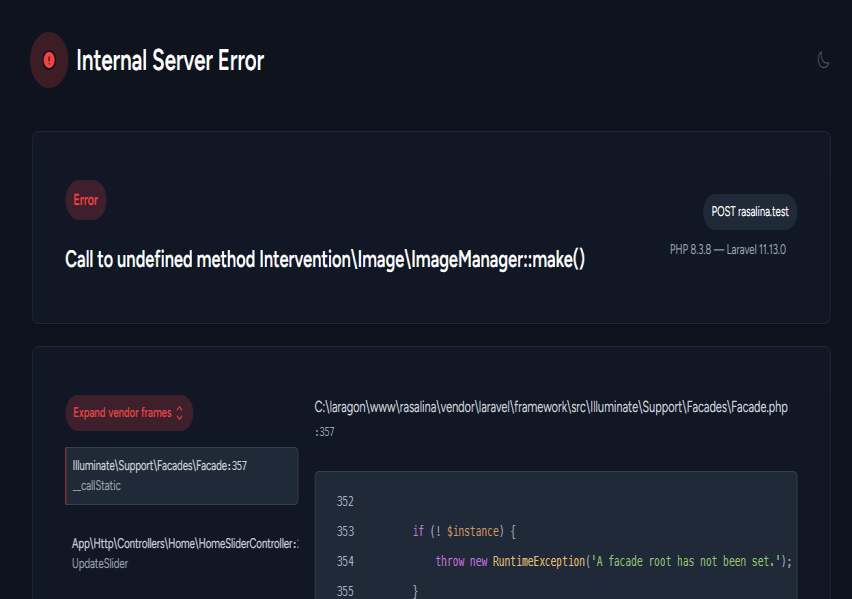 Internal Server Error
Error
POST rasalina.test
Call to undefined method Intervention\Image\ImageManager::make()
PHP 8.3.8 — Laravel 11.13.0
Expand vendor frames
C:\laragon\www\rasalina\vendor\laravel\framework\src\Illuminate\Support\Facades\Facade.php
:357
Illuminate\Support\Facades\Facade:357
__callStatic
App\Http\Controllers\Home\HomeSliderController:
UpdateSlider
352
353 if (! $instance) {
354 throw new RuntimeException('A facade root has not been set.');
355 }